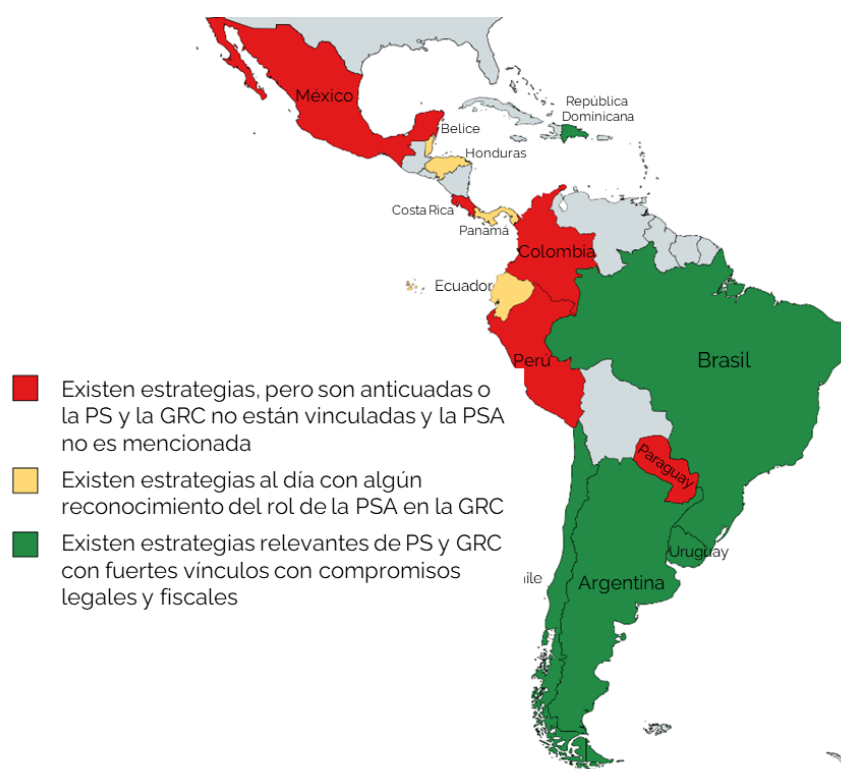 México
República
Dominicana
Belice
Honduras
Costa Rica
Panamá
Colombia
Ecuador
Perú
Brasil
Existen estrategias, pero son anticuadas o
la PS y la GRC no están vinculadas y la PSA
no es mencionada
Paraguay
Existen estrategias al día con algún
reconocimiento del rol de la PSA en la GRC
Existen estrategias relevantes de PS y GRC
con fuertes vínculos con compromisos
legales y fiscales
Uruguay
hile
Argentina